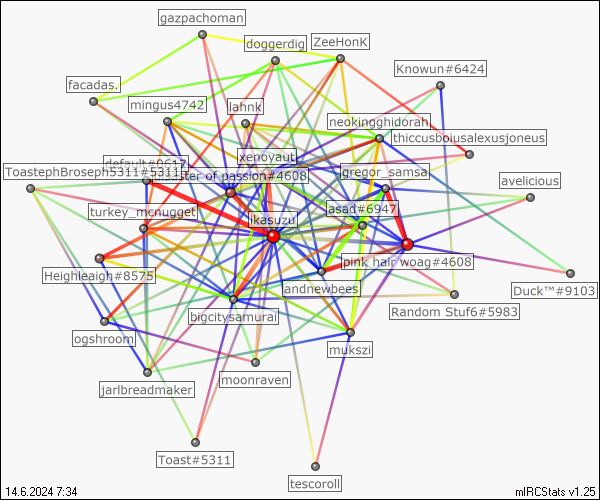 gazpachoman
doggerdig
ZeeHonK
Knowun#6424
facadas.
mingus4742
lahnk
neokingghidorah
thiccusboiusalexusjoneus
xenoyaut
default#0617
ToastephBroseph5311#5311
disaster of passion#4608
gregor_samsa
avelicious
turkey_mcnugget
ikasuzu
asad#6947
pink hair woag#4608
Heighleaigh#8575
andnewbees
Duck™#9103
bigcitysamurai
Random Stuf6#5983
ogshroom
mukszi
jarlbreadmaker
moonraven
Toast#5311
tescoroll
14.6.2024 7:34
mIRCStats v1.25